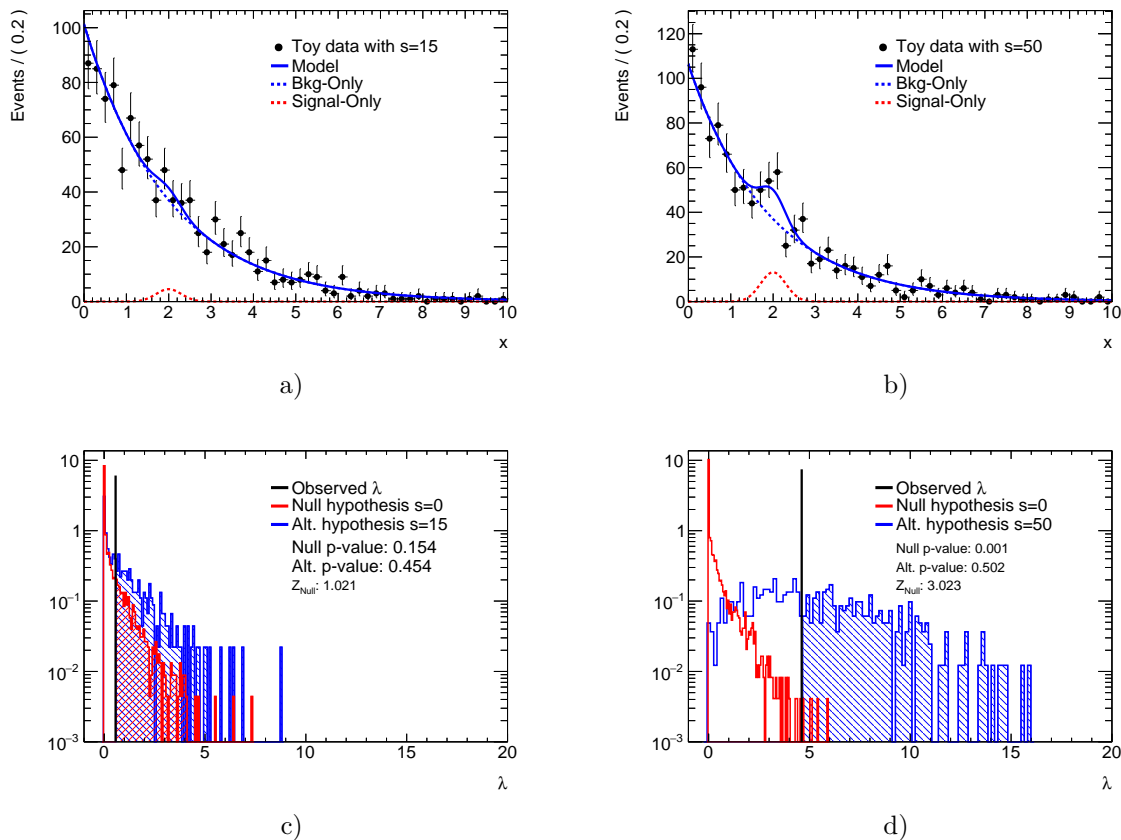 Events / ( 0.2 )
100
80
60
40
20
0
0 1 2 3 4 5 6 7 8 9 10
x
Toy data with s=15
Model
Bkg-Only
Signal-Only
a)
Events / ( 0.2 )
120
100
80
60
40
20
0
0 1 2 3 4 5 6 7 8 9 10
x
Toy data with s=50
Model
Bkg-Only
Signal-Only
b)
10
1
10⁻¹
10⁻²
10⁻³
0 5 10 15 20
λ
Observed λ
Null hypothesis s=0
Alt. hypothesis s=15
Null p-value: 0.154
Alt. p-value: 0.454
Z_Null: 1.021
c)
10
1
10⁻¹
10⁻²
10⁻³
0 5 10 15 20
λ
Observed λ
Null hypothesis s=0
Alt. hypothesis s=50
Null p-value: 0.001
Alt. p-value: 0.502
Z_Null: 3.023
d)